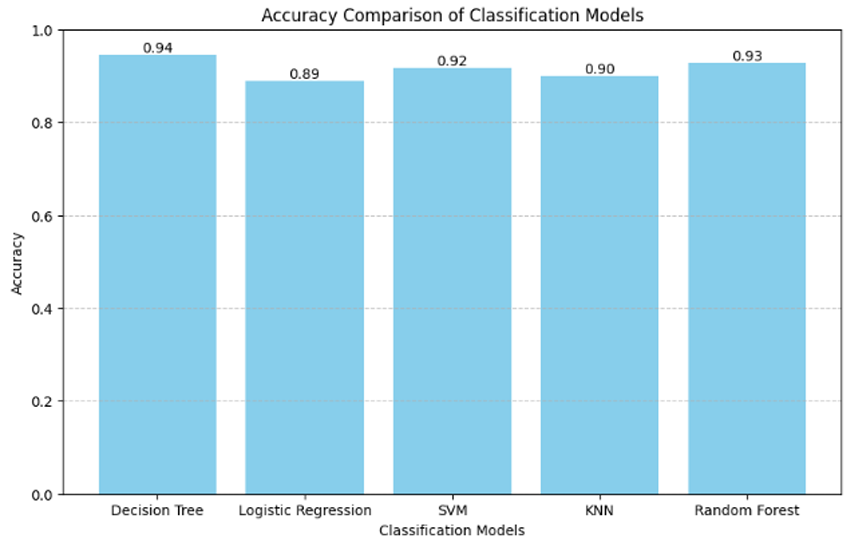 Accuracy Comparison of Classification Models
1.0
0.8
0.6
0.4
0.2
0.0
Accuracy
0.94
0.89
0.92
0.90
0.93
Decision Tree
Logistic Regression
SVM
KNN
Random Forest
Classification Models